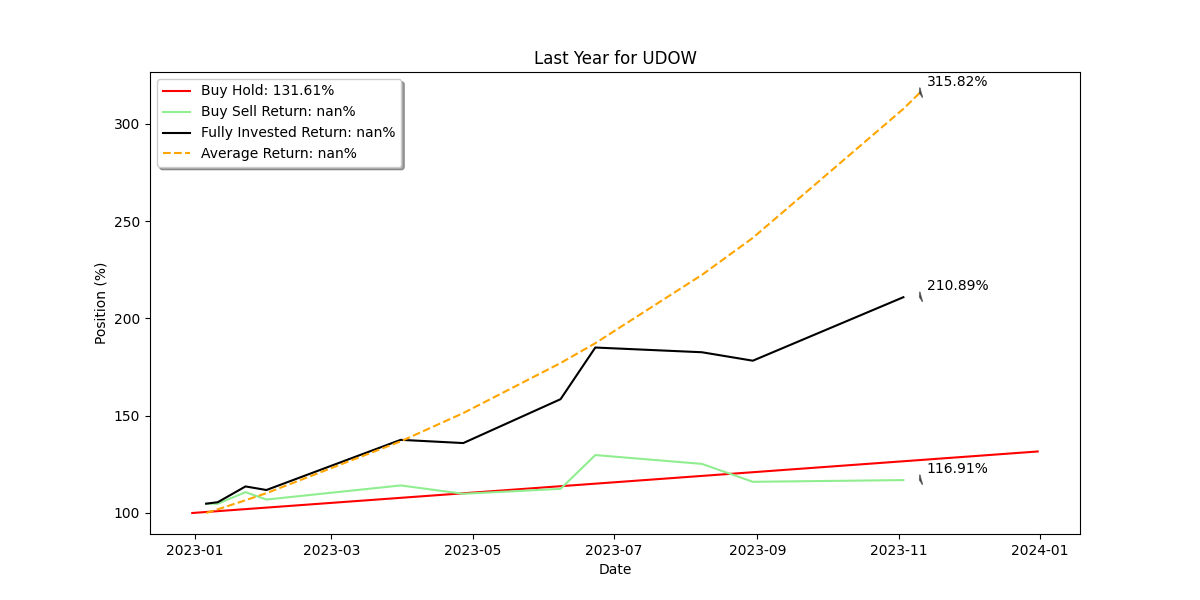 Last Year for UDOW
Buy Hold: 131.61%
Buy Sell Return: nan%
Fully Invested Return: nan%
Average Return: nan%
315.82%
210.89%
116.91%
300
250
200
150
100
Position (%)
2023-01
2023-03
2023-05
2023-07
2023-09
2023-11
2024-01
Date